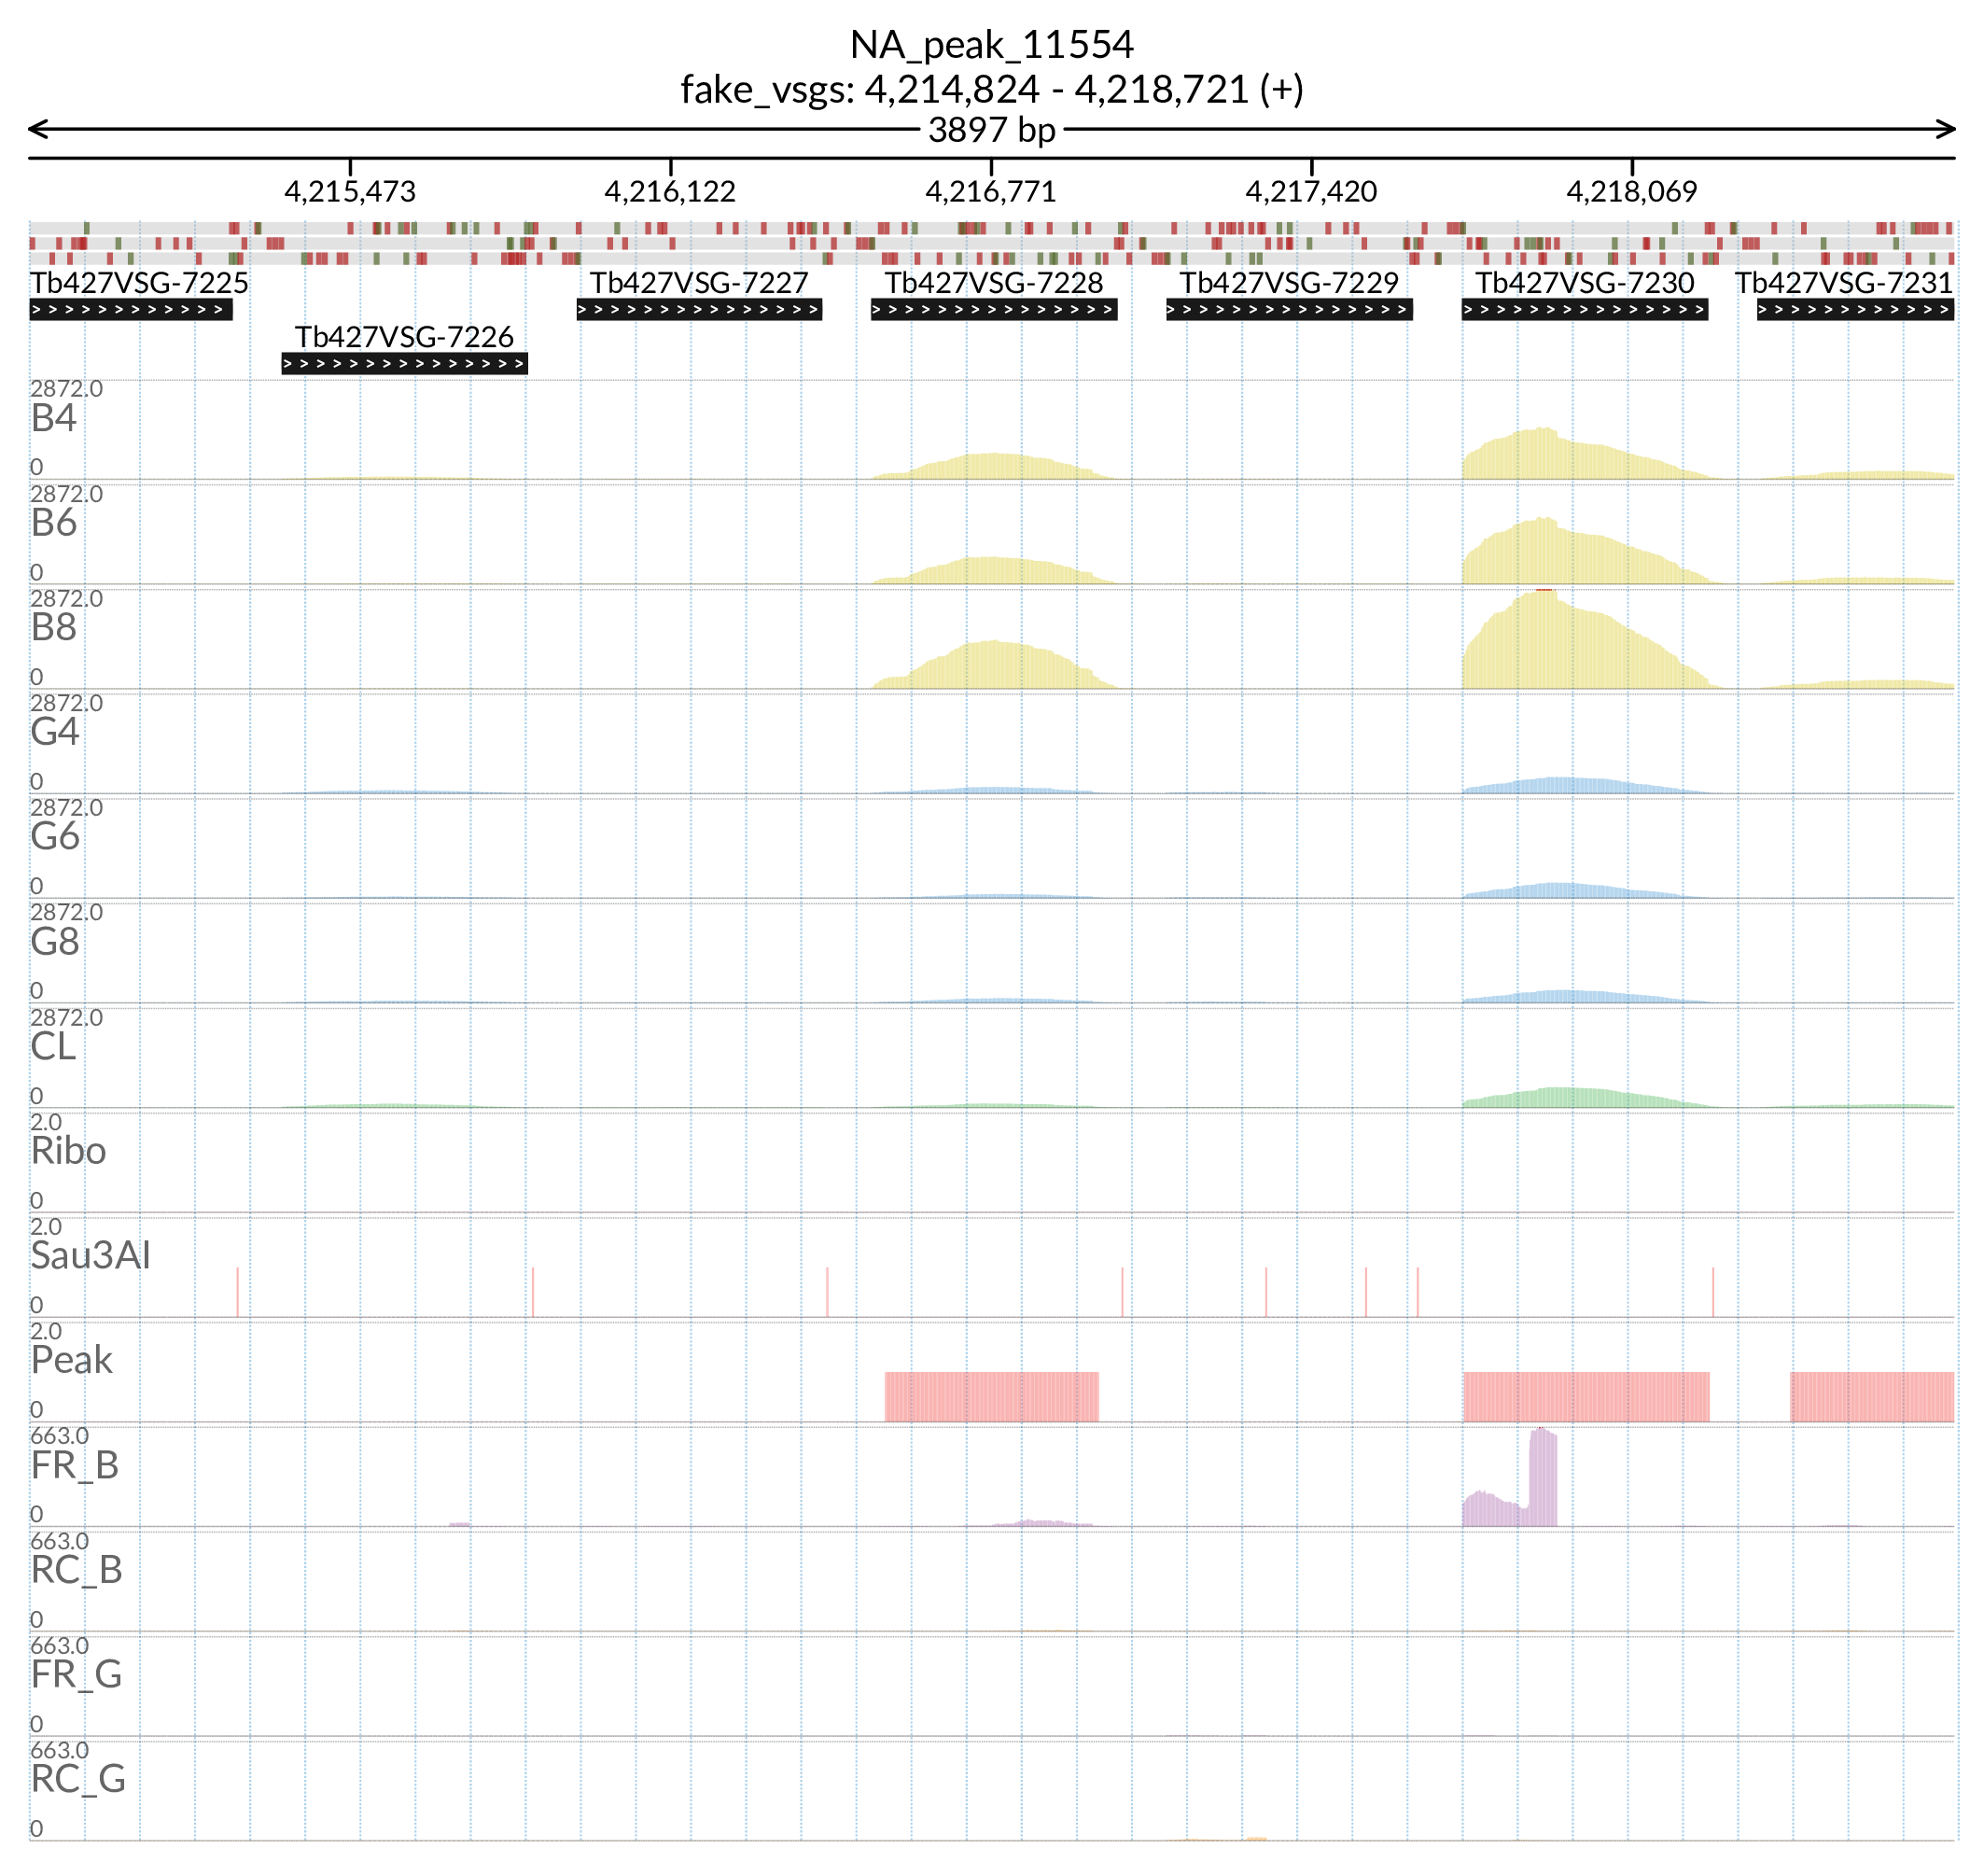 NA_peak_11554
fake_vsgs: 4,214,824 - 4,218,721 (+)
3897 bp
4,215,473 4,216,122 4,216,771 4,217,420 4,218,069
Tb427VSG-7225 Tb427VSG-7227 Tb427VSG-7228 Tb427VSG-7229 Tb427VSG-7230 Tb427VSG-7231
Tb427VSG-7226
2872.0
B4
0
2872.0
B6
0
2872.0
B8
0
2872.0
G4
0
2872.0
G6
0
2872.0
G8
0
2872.0
CL
0
2.0
Ribo
0
2.0
Sau3AI
0
2.0
Peak
0
663.0
FR_B
0
663.0
RC_B
0
663.0
FR_G
0
663.0
RC_G
0